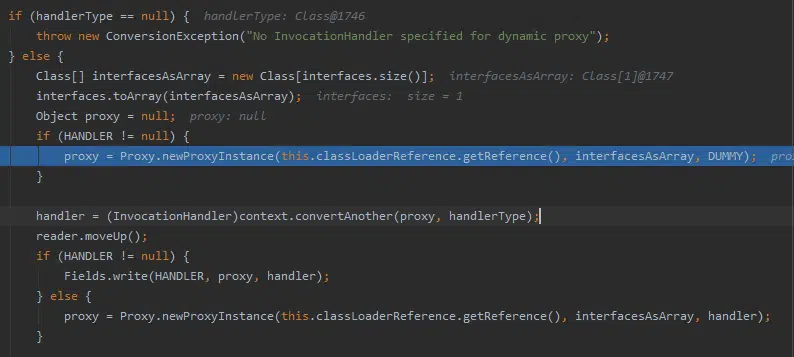 if (handlerType == null) {  handlerType: Class@1746
    throw new ConversionException("No InvocationHandler specified for dynamic proxy");
} else {
    Class[] interfacesAsArray = new Class[interfaces.size()];  interfacesAsArray: Class[1]@1747
    interfaces.toArray(interfacesAsArray);  interfaces:  size = 1
    Object proxy = null;  proxy: null
    if (HANDLER != null) {
        proxy = Proxy.newProxyInstance(this.classLoaderReference.getReference(), interfacesAsArray, DUMMY);
    }
    handler = (InvocationHandler)context.convertAnother(proxy, handlerType);
    reader.moveUp();
    if (HANDLER != null) {
        Fields.write(HANDLER, proxy, handler);
    } else {
        proxy = Proxy.newProxyInstance(this.classLoaderReference.getReference(), interfacesAsArray, handler);
    }